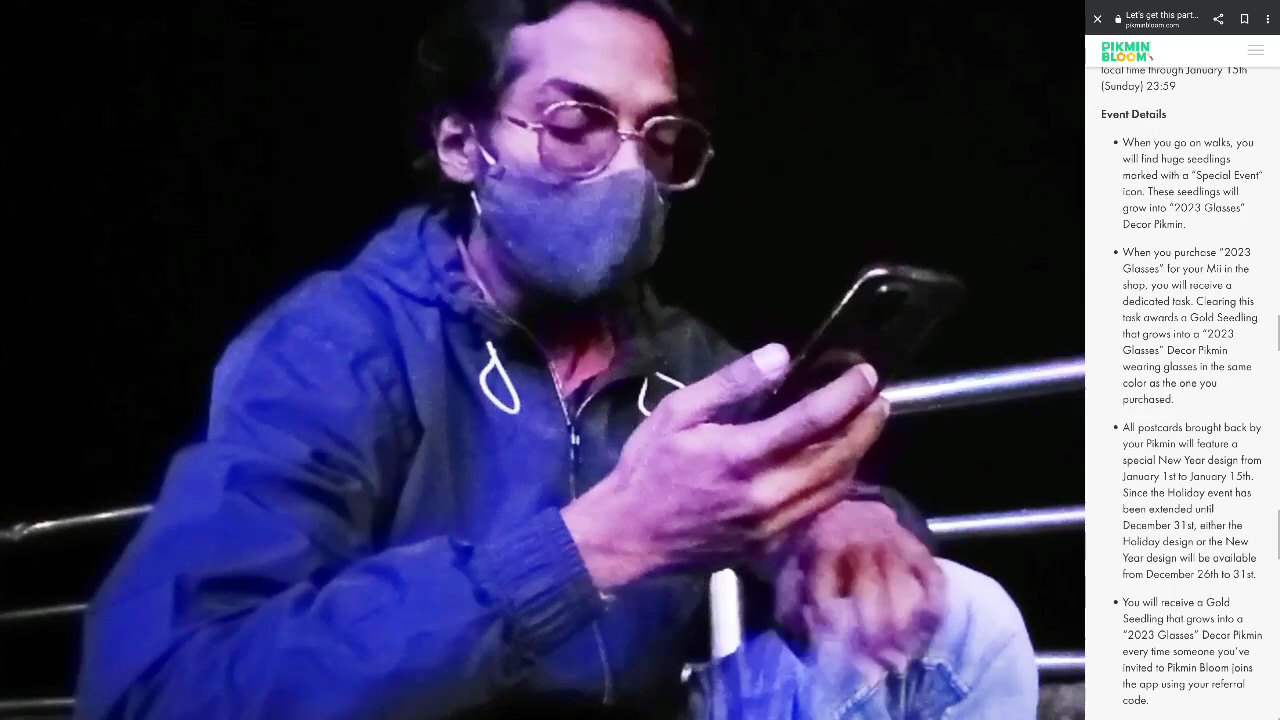 Let's get this part...
pikminbloom.com
PIKMIN
BLOOM
local time through January 15th
(Sunday) 23:59
Event Details
• When you go on walks, you
will find huge seedlings
marked with a "Special Event"
icon. These seedlings will
grow into "2023 Glasses"
Decor Pikmin.
• When you purchase "2023
Glasses" for your Mii in the
shop, you will receive a
dedicated task. Clearing this
task awards a Gold Seedling
that grows into a "2023
Glasses" Decor Pikmin
wearing glasses in the same
color as the one you
purchased.
• All postcards brought back by
your Pikmin will feature a
special New Year design from
January 1st to January 15th.
Since the Holiday event has
been extended until
December 31st, either the
Holiday design or the New
Year design will be available
from December 26th to 31st.
• You will receive a Gold
Seedling that grows into a
"2023 Glasses" Decor Pikmin
every time someone you've
invited to Pikmin Bloom joins
the app using your referral
code.